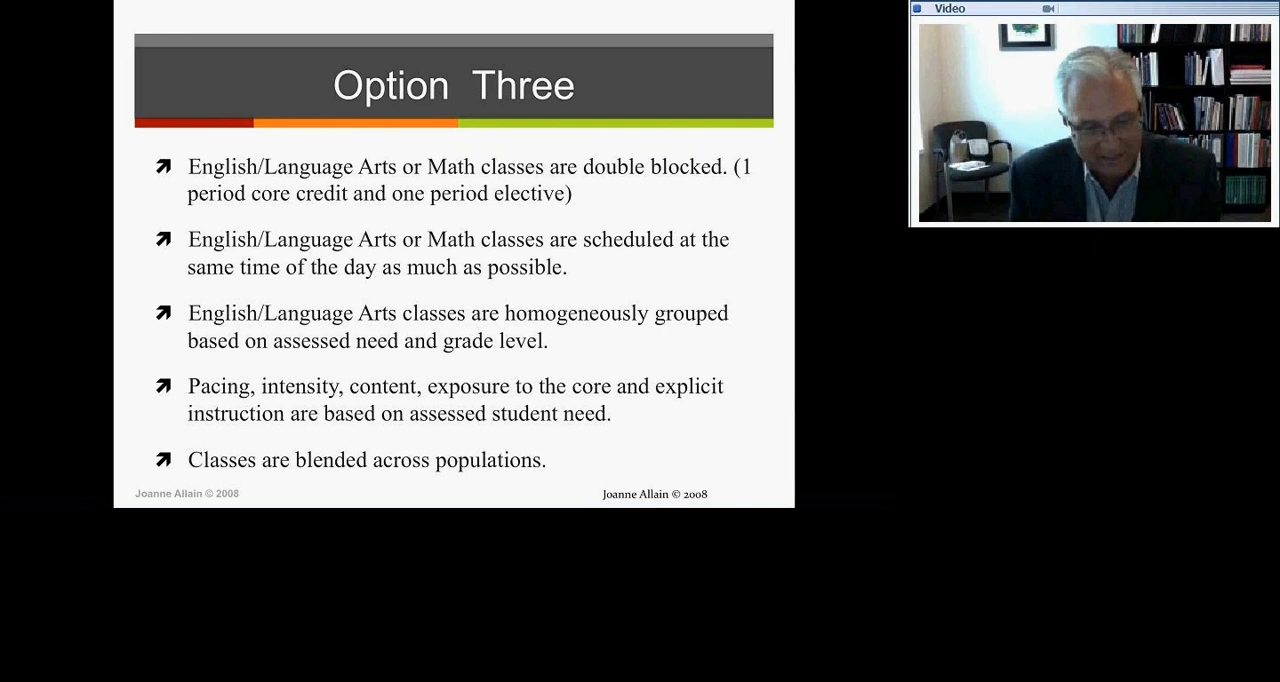 Option Three
English/Language Arts or Math classes are double blocked. (1
period core credit and one period elective)
English/Language Arts or Math classes are scheduled at the
same time of the day as much as possible.
English/Language Arts classes are homogeneously grouped
based on assessed need and grade level.
Pacing, intensity, content, exposure to the core and explicit
instruction are based on assessed student need.
Classes are blended across populations.
Joanne Allain © 2008
Joanne Allain © 2008
Video